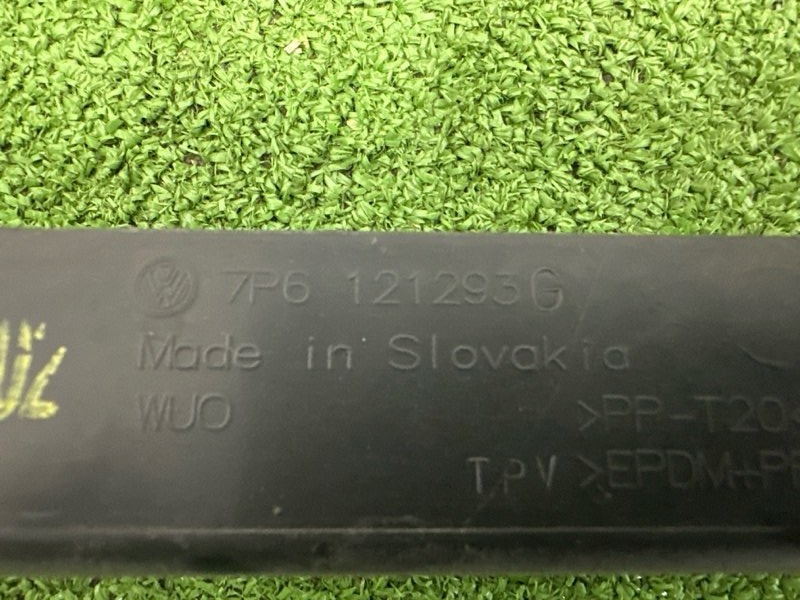 7P6 121293G
Made in Slovakia
WUO
>PP-T20<
TPV >EPDM+PP